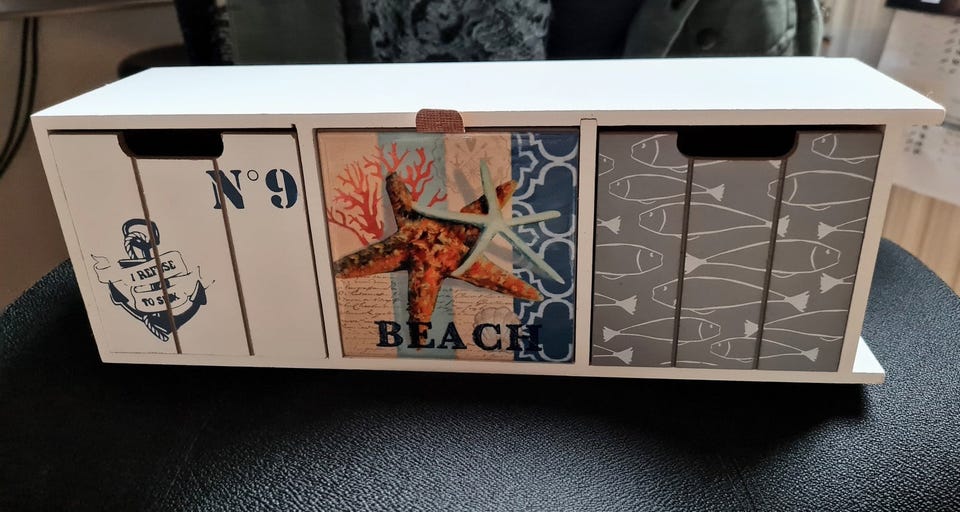 N°9
I REFUSE
TO SINK
BEACH